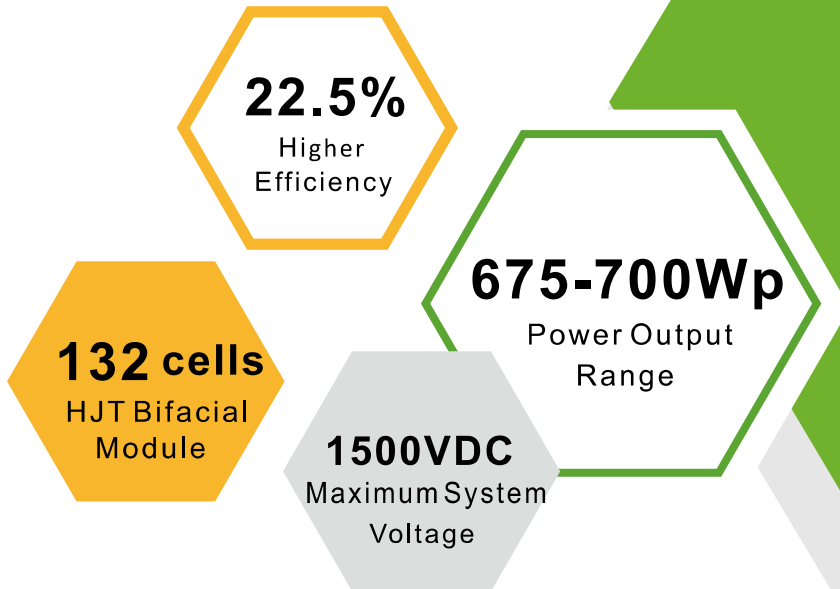 22.5%
Higher
Efficiency
675-700Wp
Power Output
Range
132 cells
HJT Bifacial
Module
1500VDC
Maximum System
Voltage